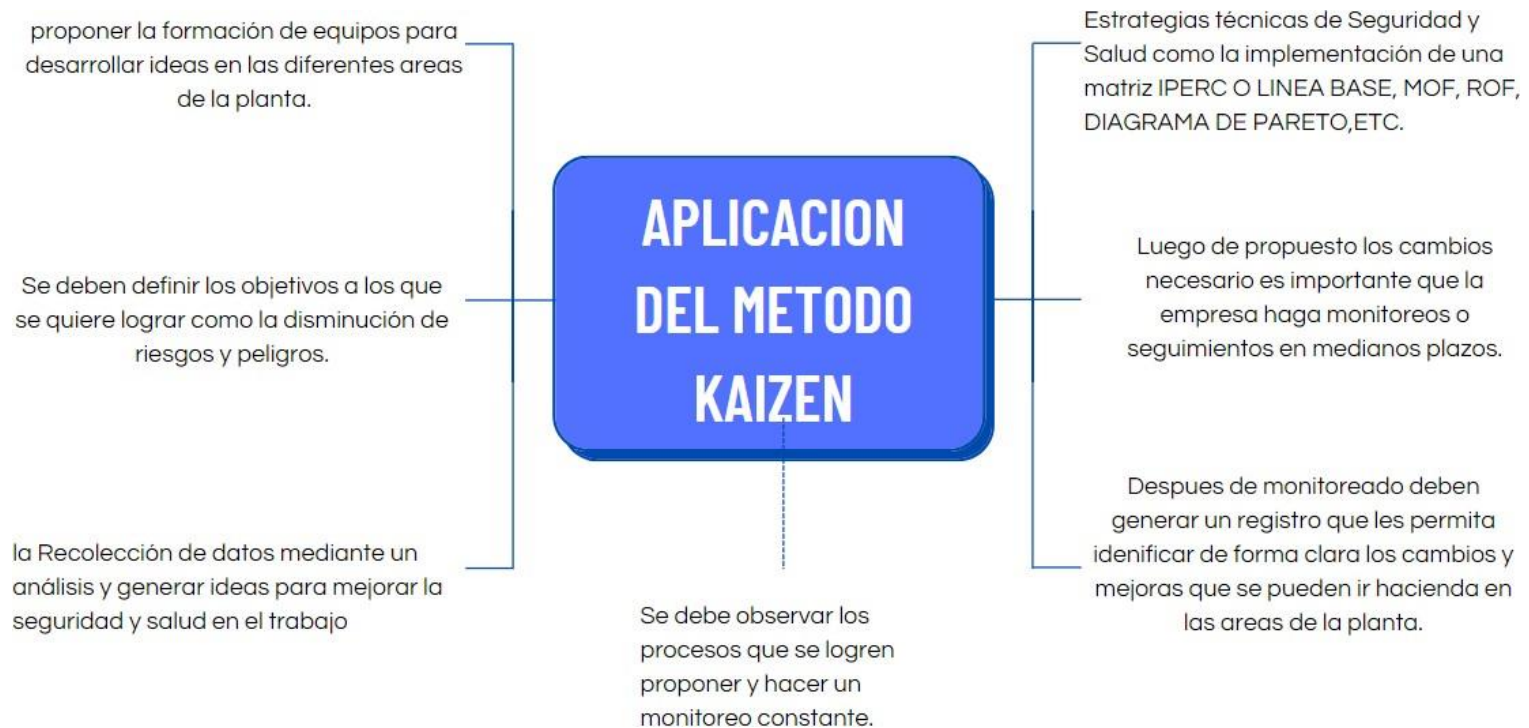 proponer la formación de equipos para
desarrollar ideas en las diferentes areas
de la planta.
Se deben definir los objetivos a los que
se quiere lograr como la disminución de
riesgos y peligros.
la Recolección de datos mediante un
análisis y generar ideas para mejorar la
seguridad y salud en el trabajo
APLICACION
DEL METODO
KAIZEN
Se debe observar los
procesos que se logren
proponer y hacer un
monitoreo constante.
Estrategias técnicas de Seguridad y
Salud como la implementación de una
matriz IPERC O LINEA BASE, MOF, ROF,
DIAGRAMA DE PARETO,ETC.
Luego de propuesto los cambios
necesario es importante que la
empresa haga monitoreos o
seguimientos en medianos plazos.
Despues de monitoreado deben
generar un registro que les permita
idenificar de forma clara los cambios y
mejoras que se pueden ir hacienda en
las areas de la planta.